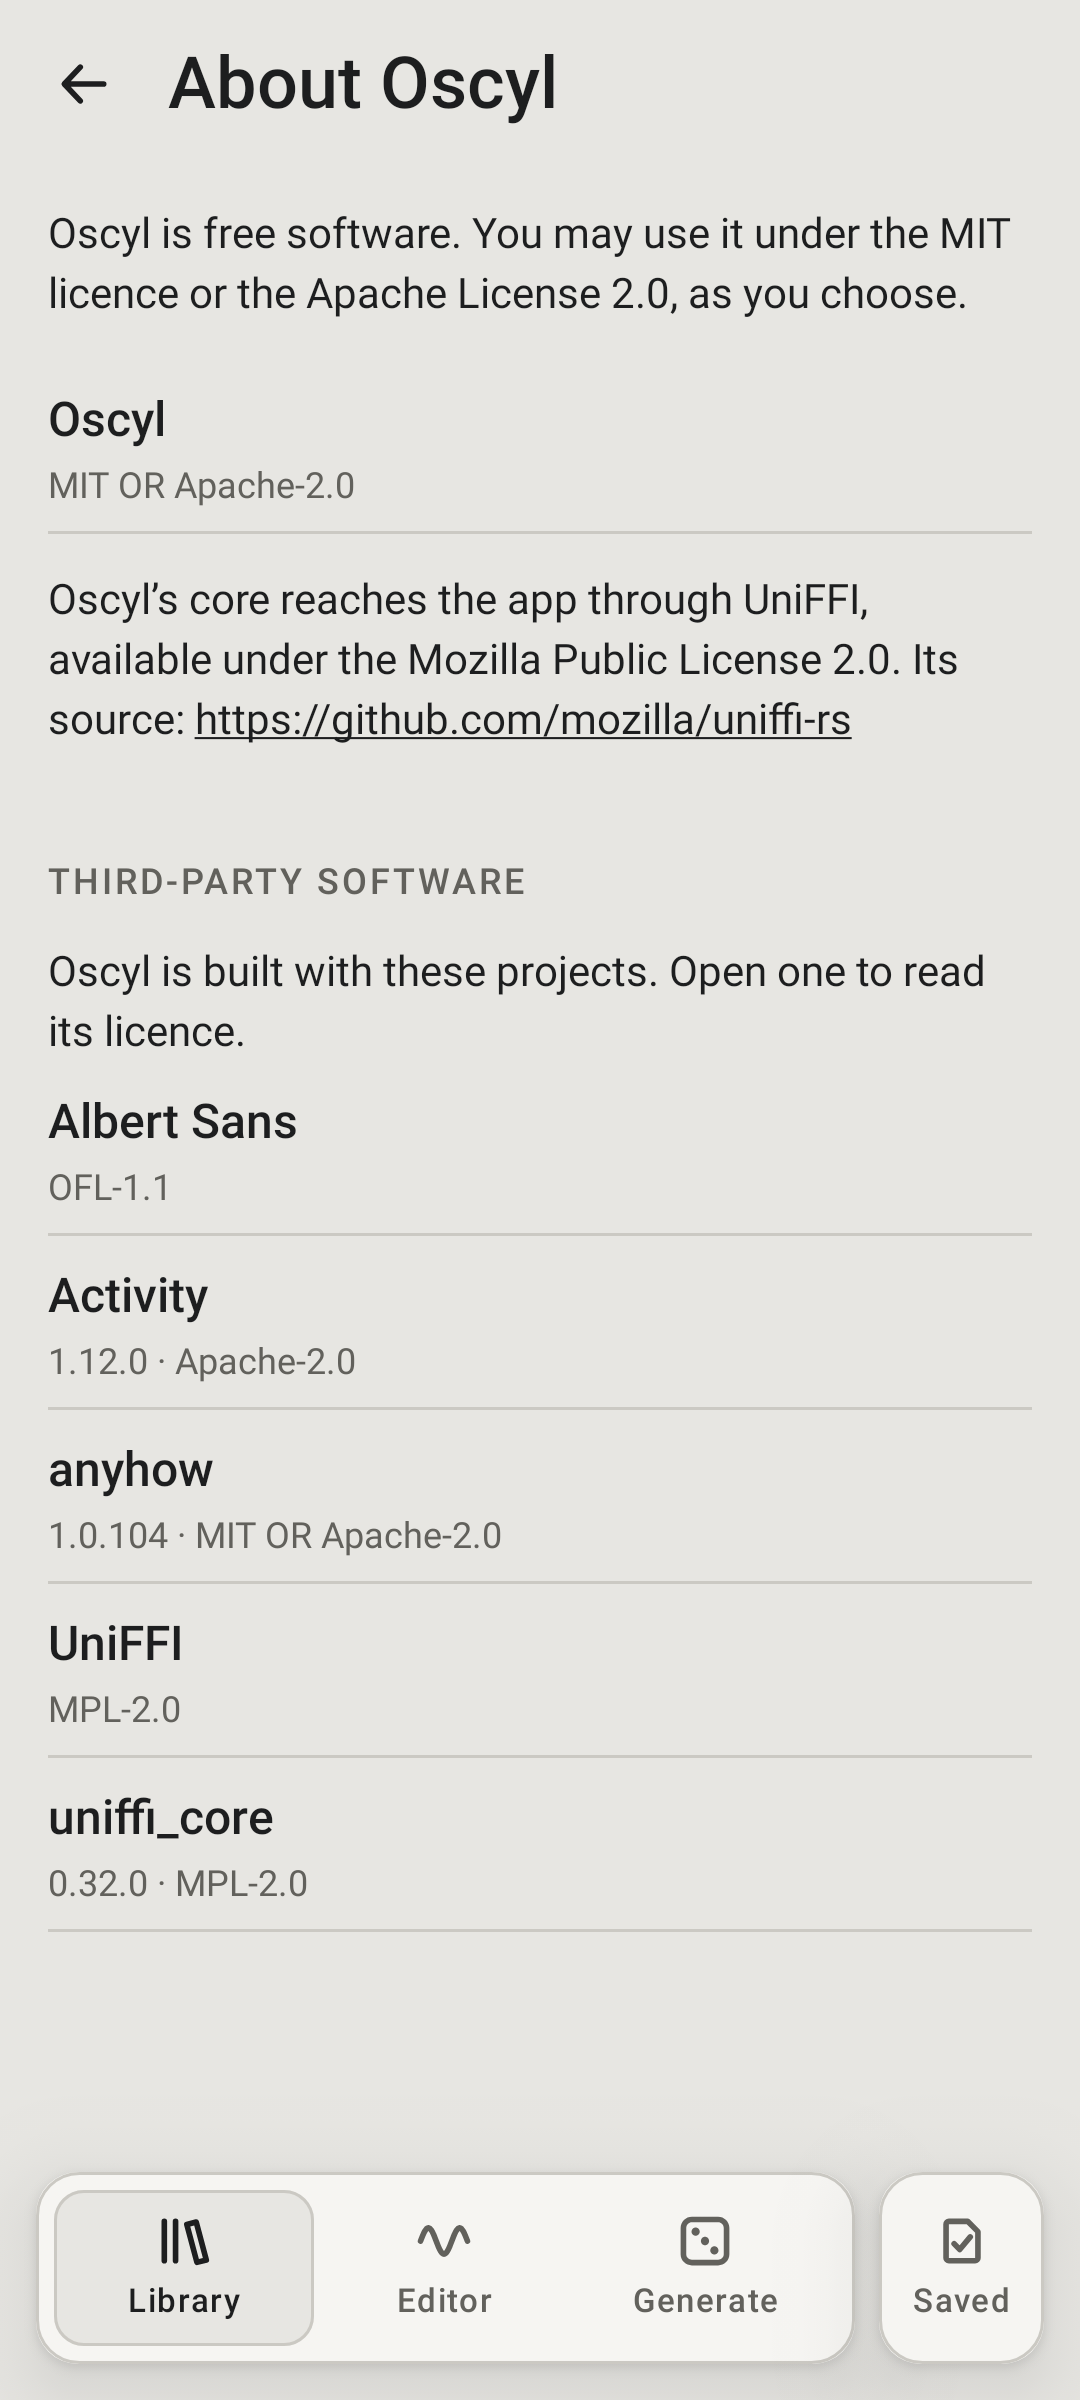 About Oscyl
Oscyl is free software. You may use it under the MIT
licence or the Apache License 2.0, as you choose.
Oscyl
MIT OR Apache-2.0
Oscyl’s core reaches the app through UniFFI,
available under the Mozilla Public License 2.0. Its
source: https://github.com/mozilla/uniffi-rs
THIRD-PARTY SOFTWARE
Oscyl is built with these projects. Open one to read
its licence.
Albert Sans
OFL-1.1
Activity
1.12.0 · Apache-2.0
anyhow
1.0.104 · MIT OR Apache-2.0
UniFFI
MPL-2.0
uniffi_core
0.32.0 · MPL-2.0
Library Editor Generate Saved